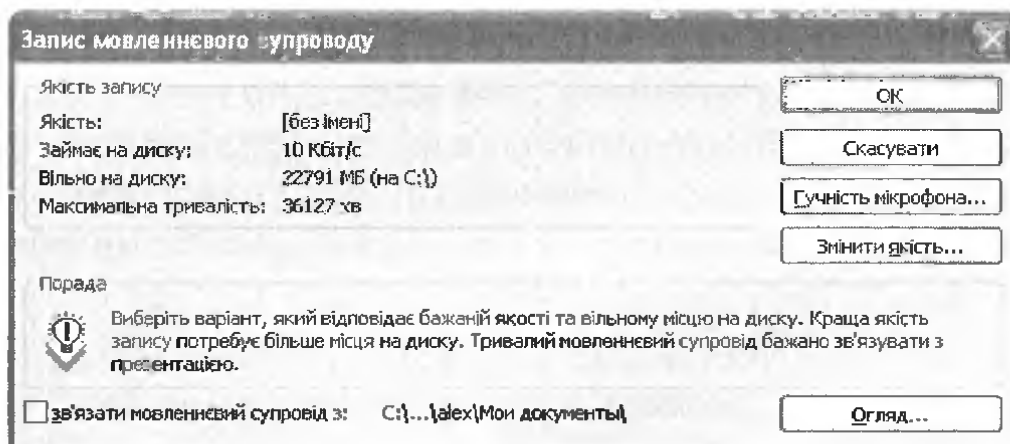 Запис мовленнєвого супроводу
Якість запису
Якість: [без імені]
Займає на диску: 10 Кбіт/с
Вільно на диску: 22791 МБ (на C:\)
Максимальна тривалість: 36127 хв
ОК
Скасувати
Гучність мікрофона...
Змінити якість...
Порада
Виберіть варіант, який відповідає бажаній якості та вільному місцю на диску. Краща якість
запису потребує більше місця на диску. Тривалий мовленнєвий супровід бажано зв'язувати з
презентацією.
зв'язати мовленнєвий супровід з: C:\...\alex\Мои документы\
Огляд...